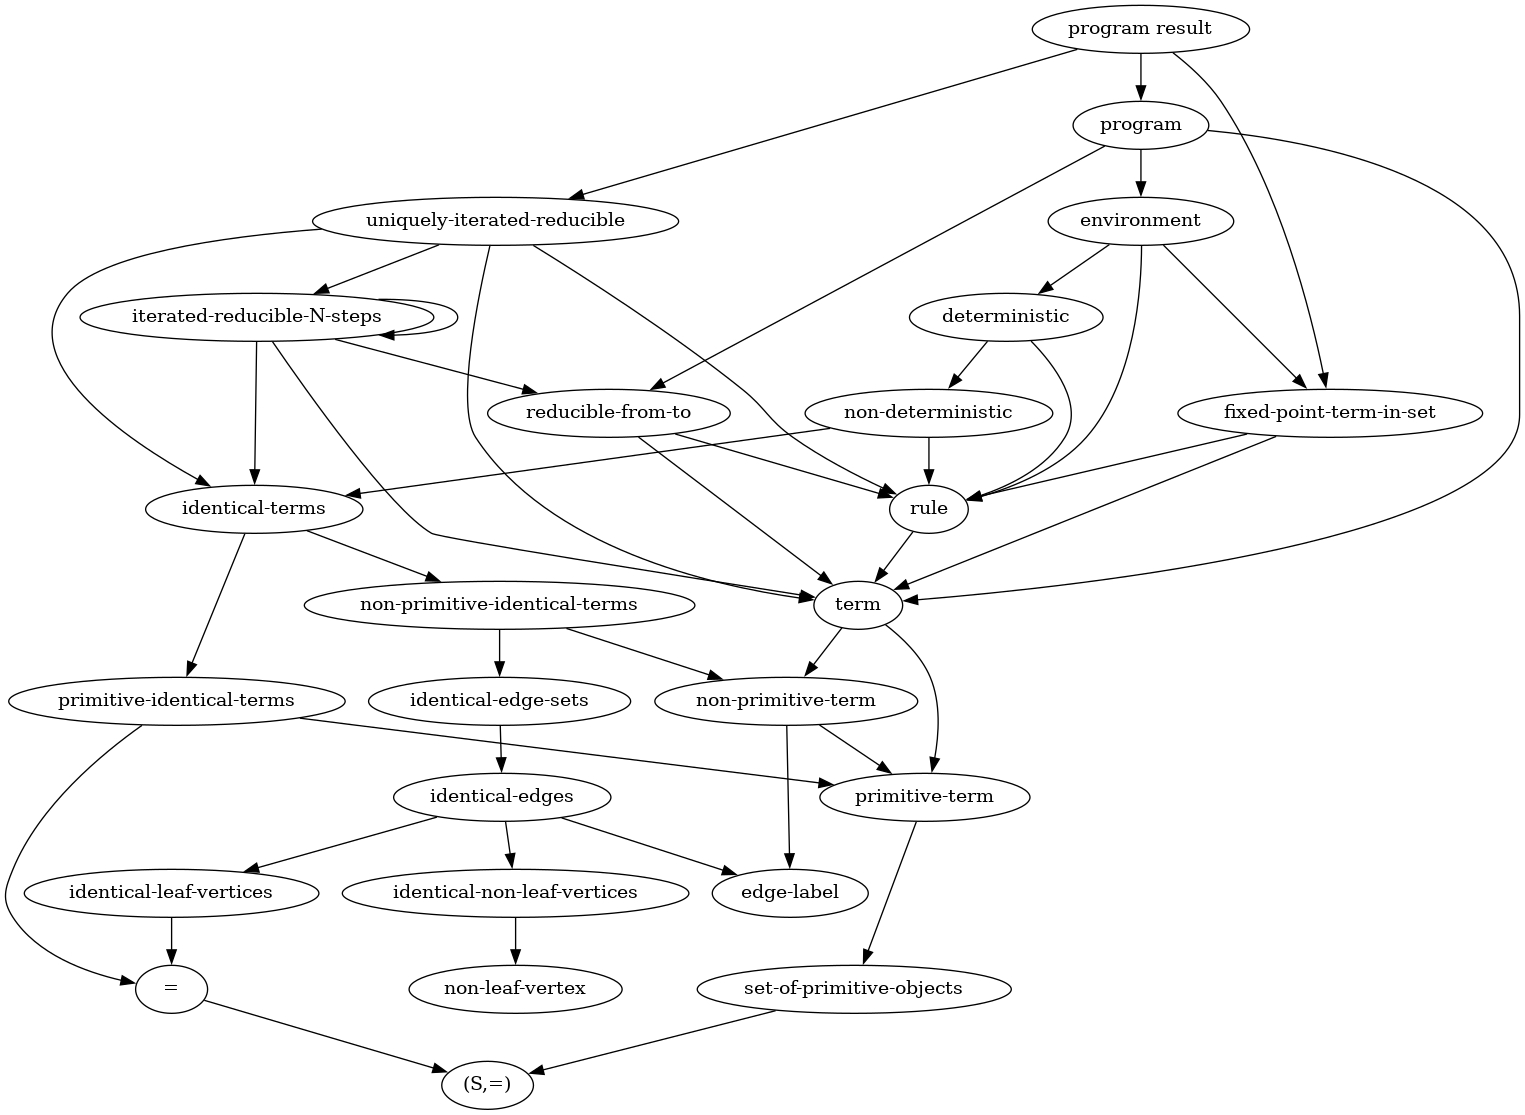 program result
program
uniquely-iterated-reducible
environment
iterated-reducible-N-steps
deterministic
reducible-from-to
non-deterministic
fixed-point-term-in-set
identical-terms
rule
non-primitive-identical-terms
term
primitive-identical-terms
identical-edge-sets
non-primitive-term
identical-edges
primitive-term
identical-leaf-vertices
identical-non-leaf-vertices
edge-label
=
non-leaf-vertex
set-of-primitive-objects
(S,=)